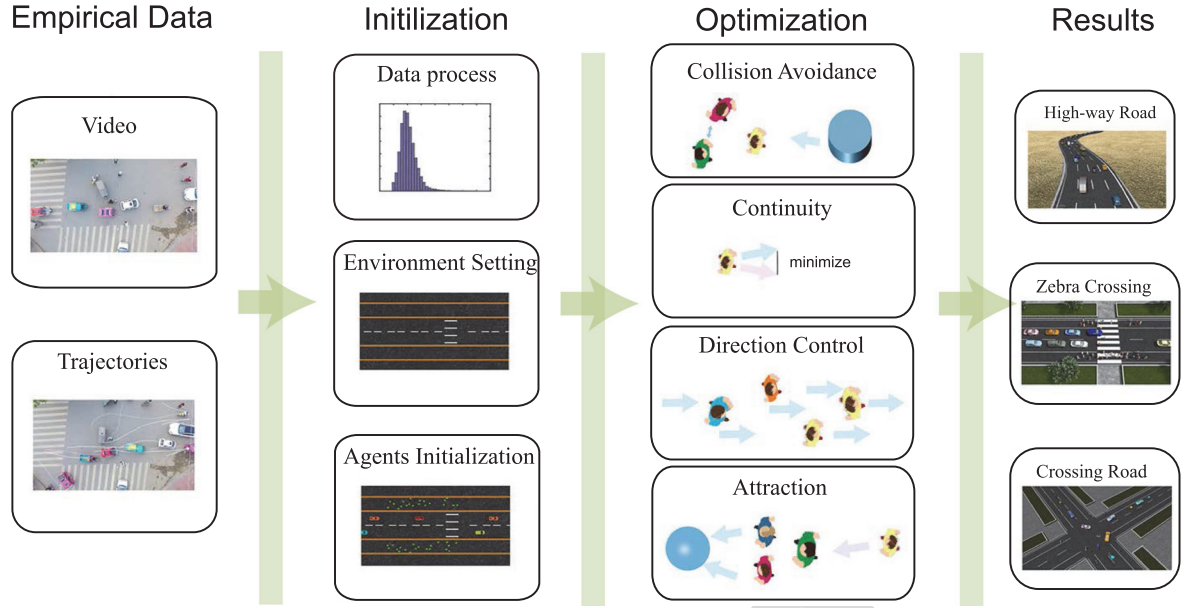 Empirical Data
Video
Trajectories
Initilization
Data process
Environment Setting
Agents Initialization
Optimization
Collision Avoidance
Continuity
minimize
Direction Control
Attraction
Results
High-way Road
Zebra Crossing
Crossing Road